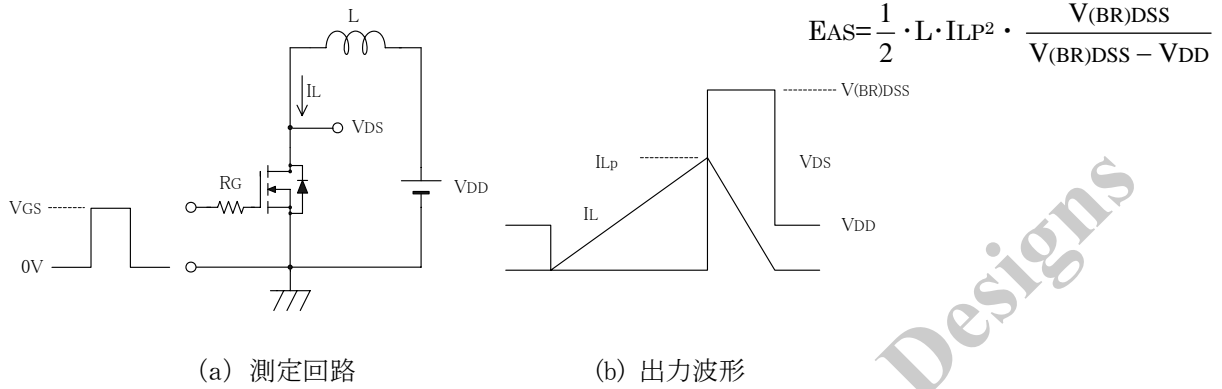 L
IL
VDS
RG
VDD
VGS
0V
(a) 測定回路
EAS=1/2・L・ILP²・V(BR)DSS/V(BR)DSS－VDD
V(BR)DSS
ILp
VDS
IL
VDD
(b) 出力波形
Designs